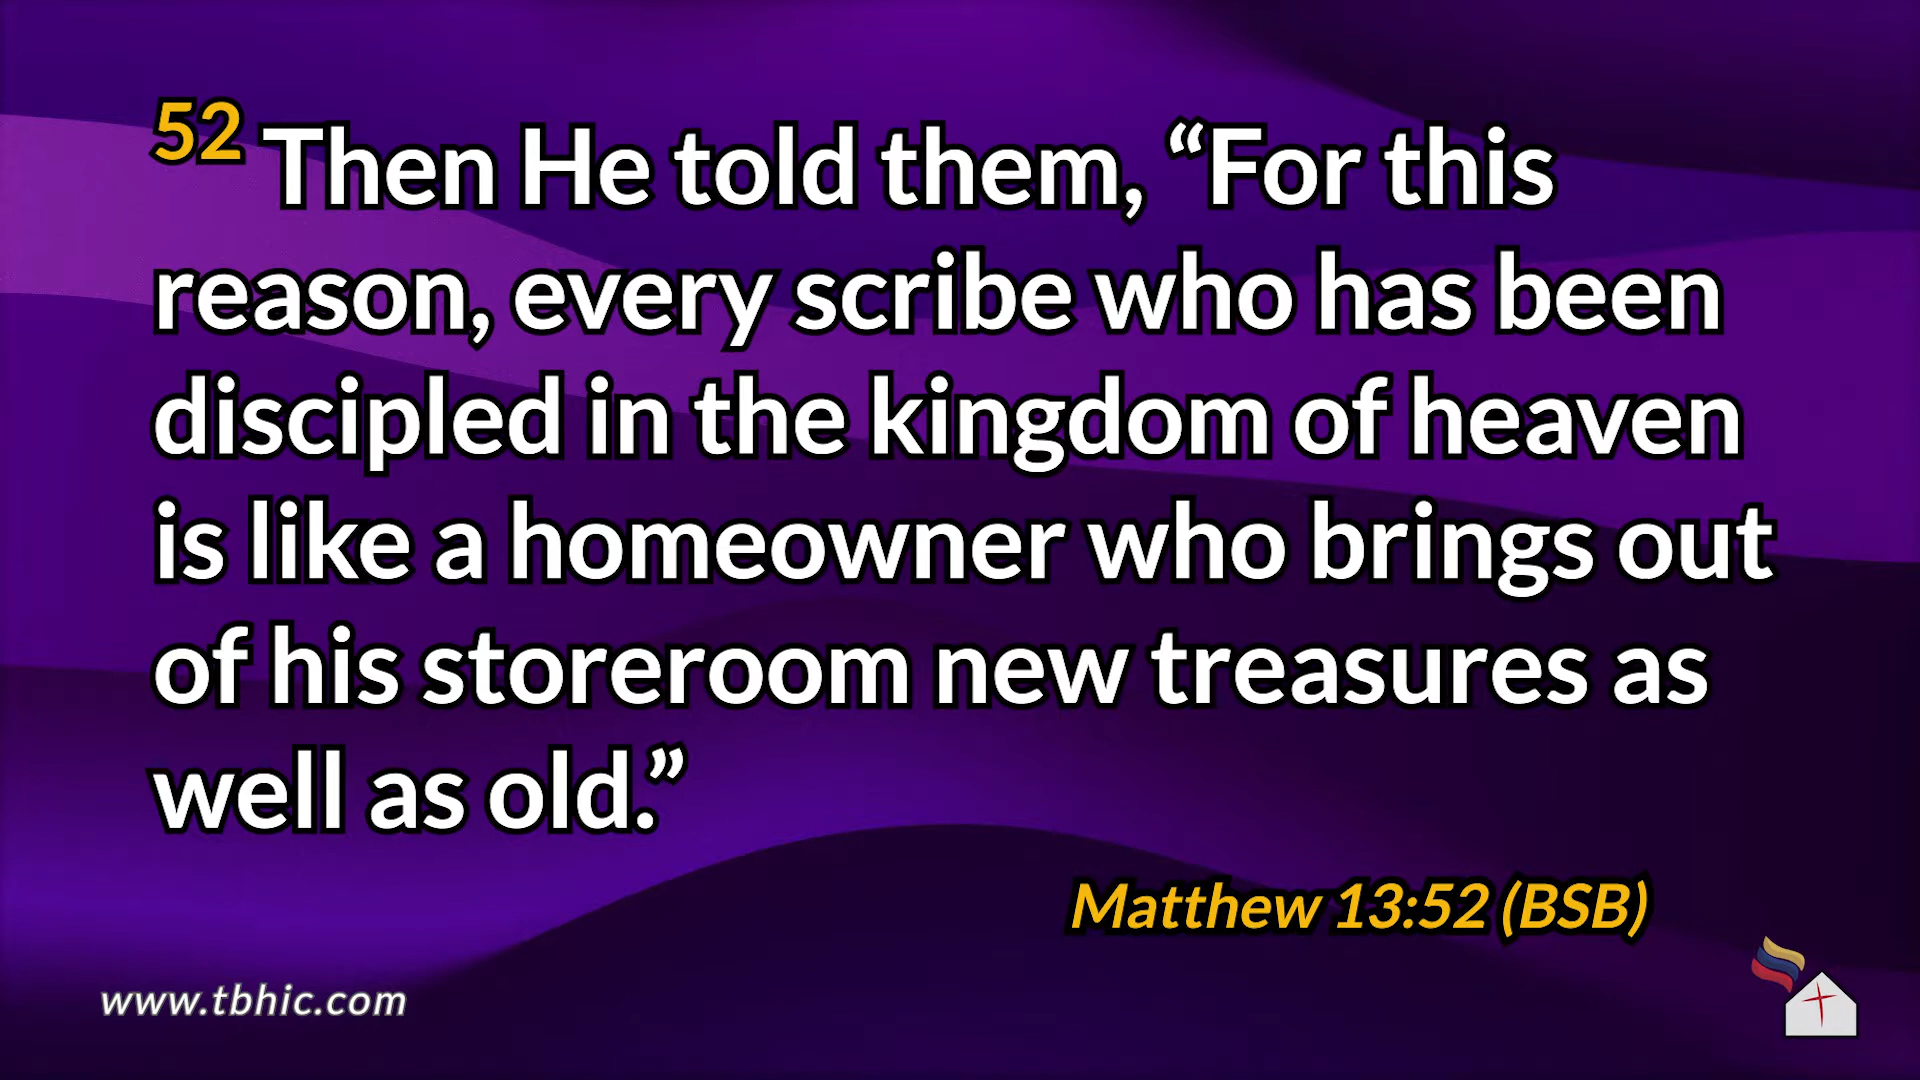 52 Then He told them, “For this
reason, every scribe who has been
discipled in the kingdom of heaven
is like a homeowner who brings out
of his storeroom new treasures as
well as old.”
Matthew 13:52 (BSB)
www.tbhic.com